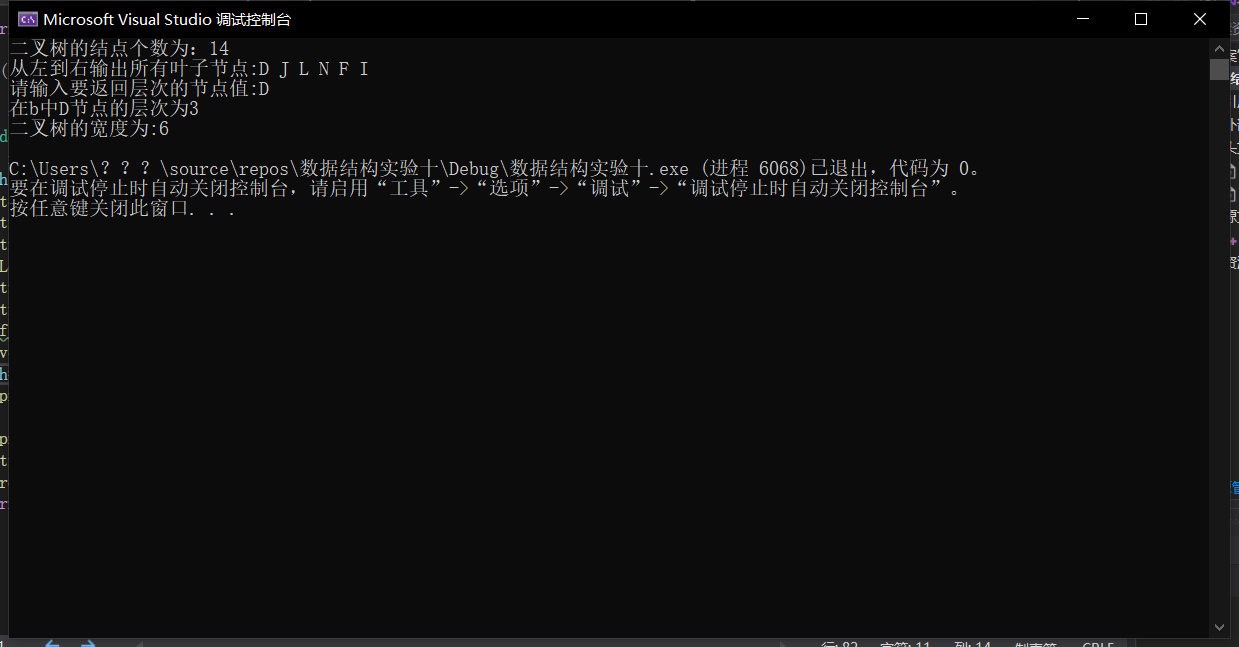 Microsoft Visual Studio 调试控制台
二叉树的结点个数为: 14
从左到右输出所有叶子节点:D J L N F I
请输入要返回层次的节点值:D
在b中D节点的层次为3
二叉树的宽度为:6
C:\Users\？？？\source\repos\数据结构实验十\Debug\数据结构实验十.exe (进程 6068)已退出，代码为 0。
要在调试停止时自动关闭控制台，请启用“工具”->“选项”->“调试”->“调试停止时自动关闭控制台”。
按任意键关闭此窗口. . .